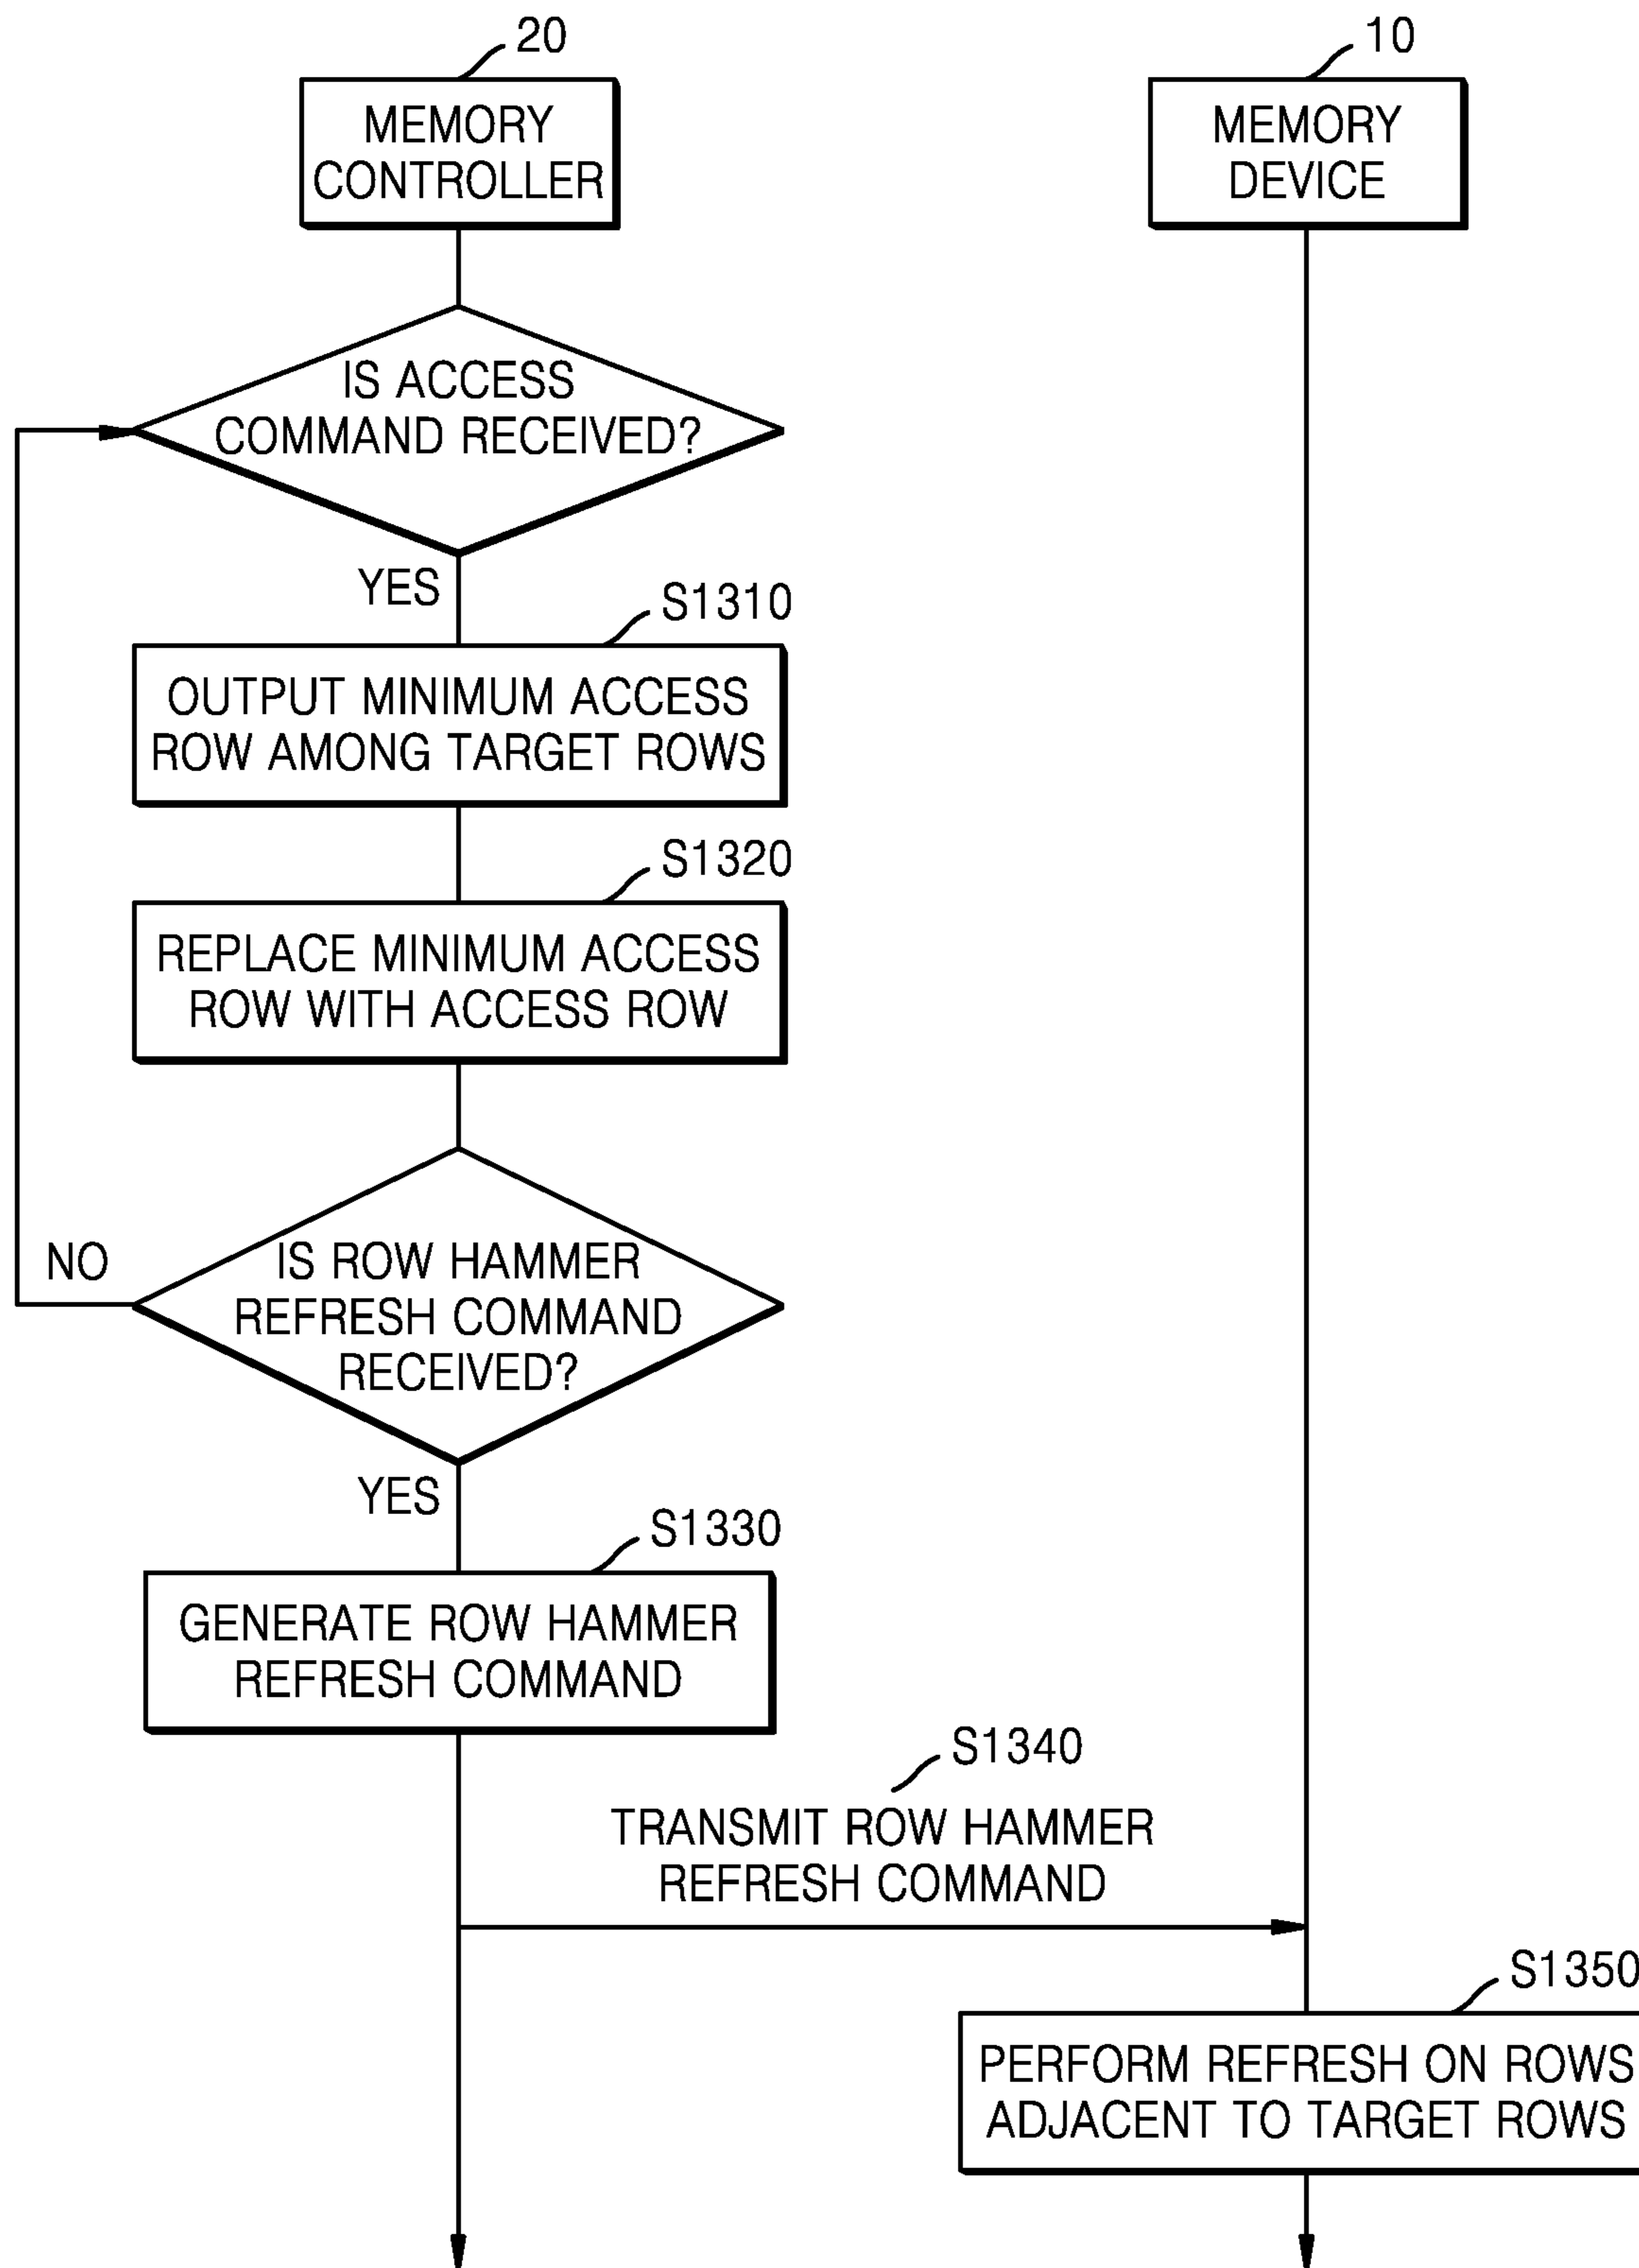 20
10
MEMORY
CONTROLLER
MEMORY
DEVICE
IS ACCESS
COMMAND RECEIVED?
YES
S1310
OUTPUT MINIMUM ACCESS
ROW AMONG TARGET ROWS
S1320
REPLACE MINIMUM ACCESS
ROW WITH ACCESS ROW
NO
IS ROW HAMMER
REFRESH COMMAND
RECEIVED?
YES
S1330
GENERATE ROW HAMMER
REFRESH COMMAND
S1340
TRANSMIT ROW HAMMER
REFRESH COMMAND
S1350
PERFORM REFRESH ON ROWS
ADJACENT TO TARGET ROWS